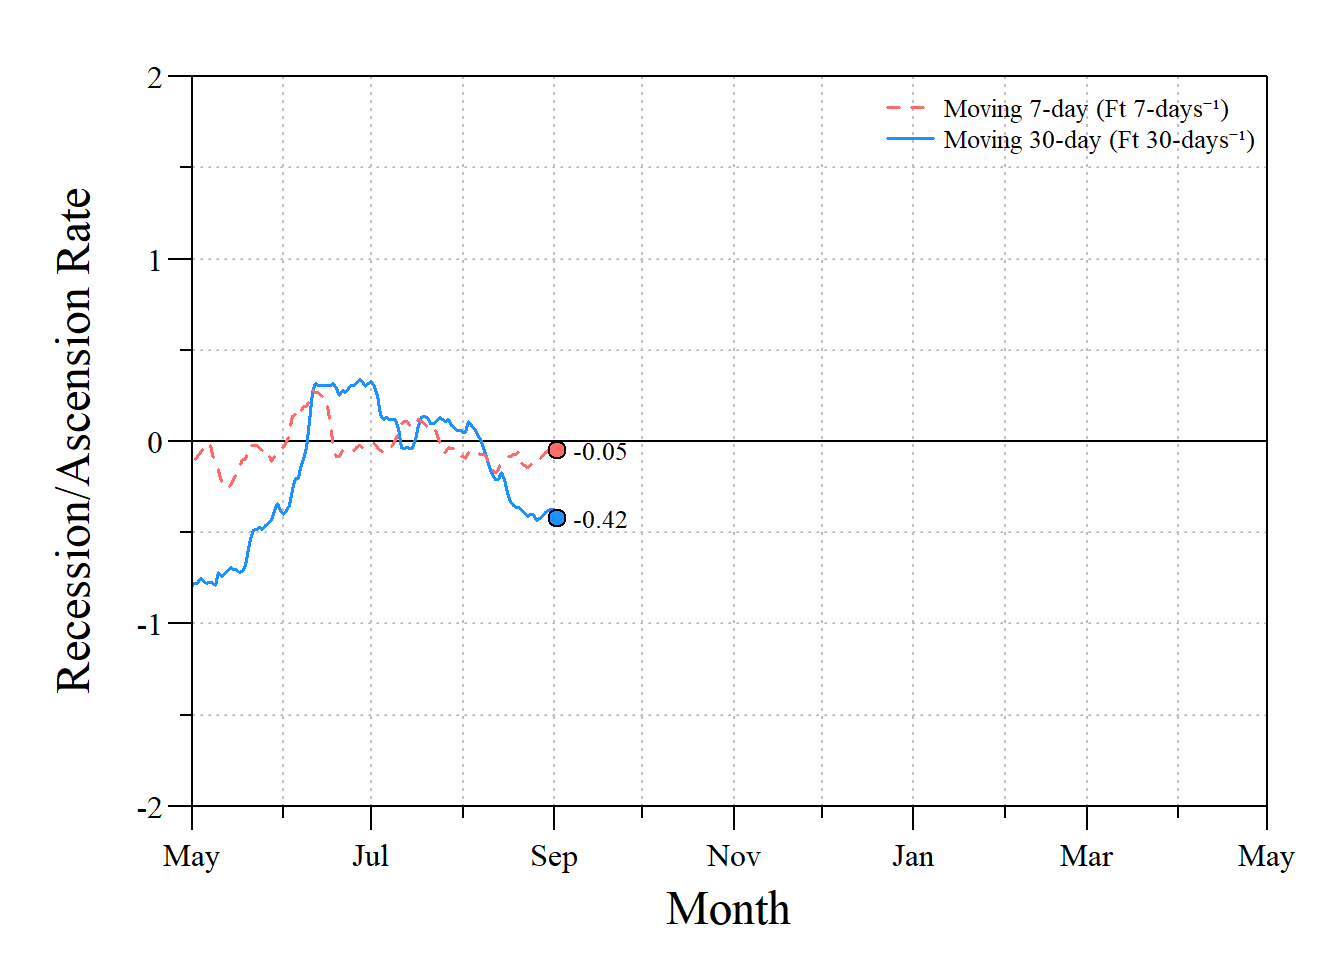 Recession/Ascension Rate
2
1
0
-1
-2
Moving 7-day (Ft 7-days⁻¹)
Moving 30-day (Ft 30-days⁻¹)
-0.05
-0.42
May Jul Sep Nov Jan Mar May
Month